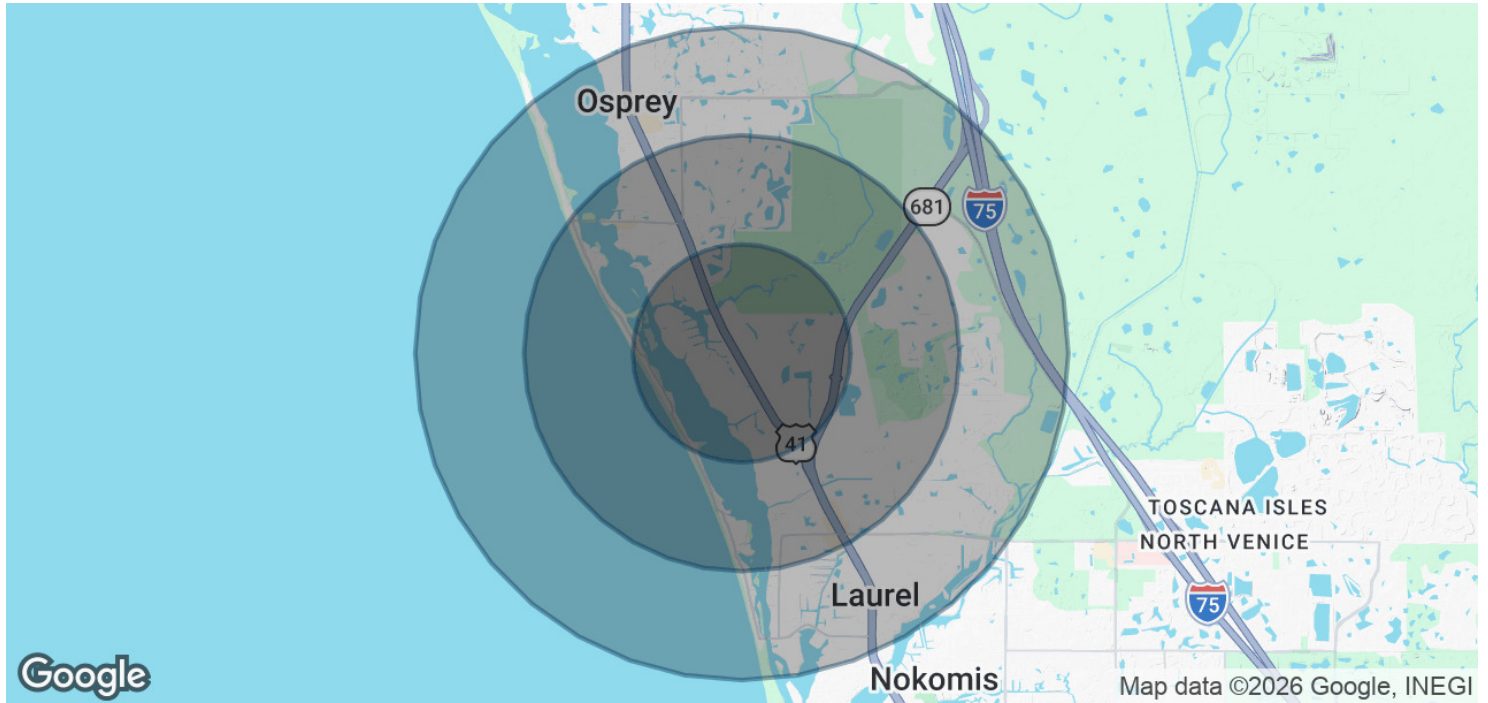 Osprey
681
75
41
TOSCANA ISLES
NORTH VENICE
Laurel
75
Nokomis
Google
Map data ©2026 Google, INEGI